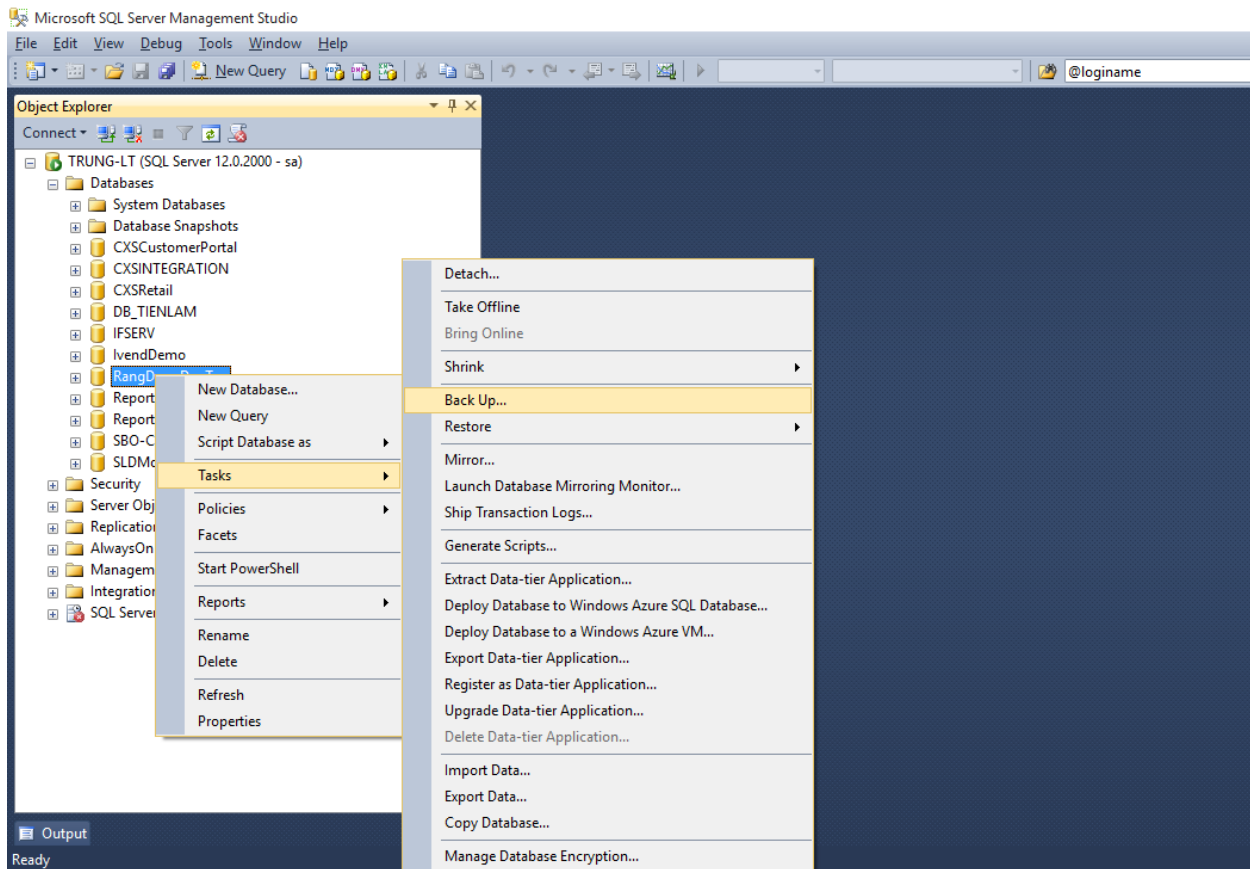 Microsoft SQL Server Management Studio
File Edit View Debug Tools Window Help
New Query @loginame
Object Explorer
Connect
TRUNG-LT (SQL Server 12.0.2000 - sa)
Databases
System Databases
Database Snapshots
CXSCustomerPortal
CXSINTEGRATION
CXSRetail
DB_TIENLAM
IFSERV
IvendDemo
Report
Report
SBO-C
SLDMo
Security
Server Obj
Replication
AlwaysOn
Managem
Integration
SQL Server
New Database...
New Query
Script Database as
Tasks
Policies
Facets
Start PowerShell
Reports
Rename
Delete
Refresh
Properties
Detach...
Take Offline
Bring Online
Shrink
Back Up...
Restore
Mirror...
Launch Database Mirroring Monitor...
Ship Transaction Logs...
Generate Scripts...
Extract Data-tier Application...
Deploy Database to Windows Azure SQL Database...
Deploy Database to a Windows Azure VM...
Export Data-tier Application...
Register as Data-tier Application...
Upgrade Data-tier Application...
Delete Data-tier Application...
Import Data...
Export Data...
Copy Database...
Manage Database Encryption...
Output
Ready